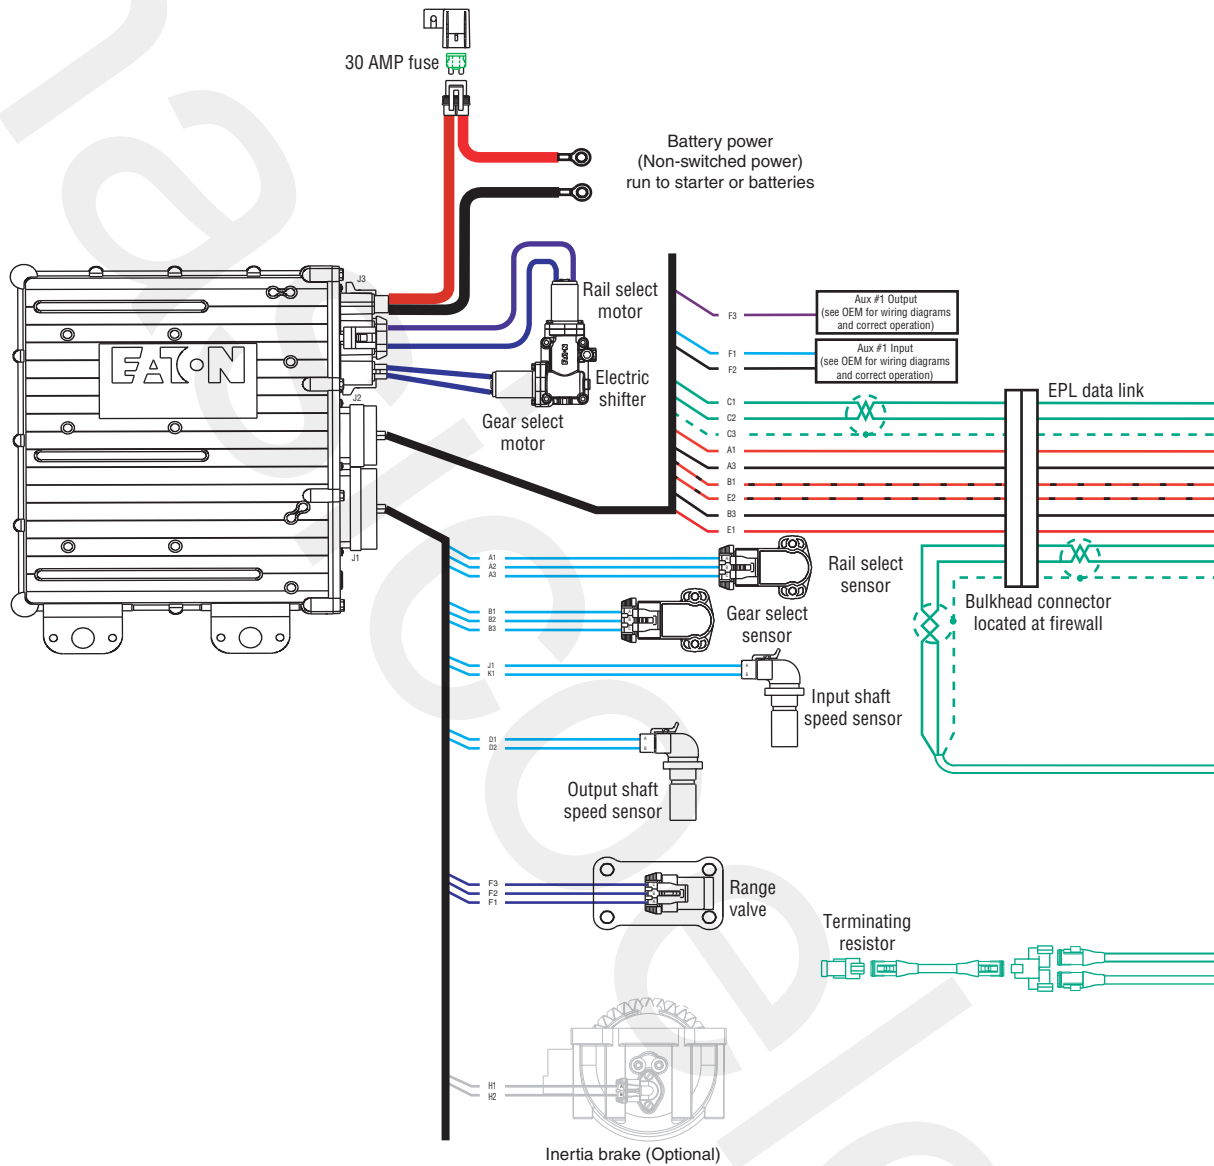 30 AMP fuse
Battery power
(Non-switched power)
run to starter or batteries
J3
Rail select
motor
EATON
EATON
Electric
shifter
Gear select
motor
J2
J1
F3
Aux #1 Output
(see OEM for wiring diagrams
and correct operation)
F1
F2
Aux #1 Input
(see OEM for wiring diagrams
and correct operation)
C1
C2
C3
A1
A3
B1
E2
B3
E1
EPL data link
Bulkhead connector
located at firewall
A1
A2
A3
Rail select
sensor
B1
B2
B3
Gear select
sensor
J1
K1
A
B
Input shaft
speed sensor
D1
D2
A
B
Output shaft
speed sensor
F3
F2
F1
Range
valve
Terminating
resistor
H1
H2
A
B
Inertia brake (Optional)